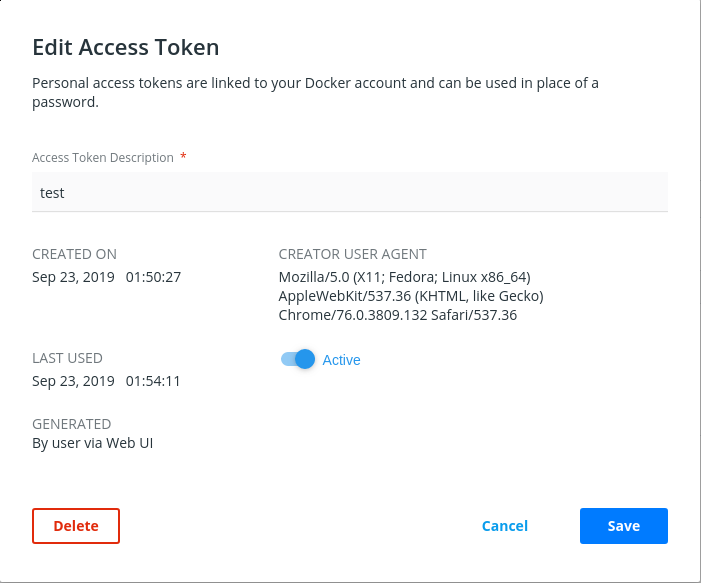 Edit Access Token
Personal access tokens are linked to your Docker account and can be used in place of a
password.
Access Token Description *
test
CREATED ON
Sep 23, 2019 01:50:27
CREATOR USER AGENT
Mozilla/5.0 (X11; Fedora; Linux x86_64)
AppleWebKit/537.36 (KHTML, like Gecko)
Chrome/76.0.3809.132 Safari/537.36
LAST USED
Sep 23, 2019 01:54:11
Active
GENERATED
By user via Web UI
Delete
Cancel
Save